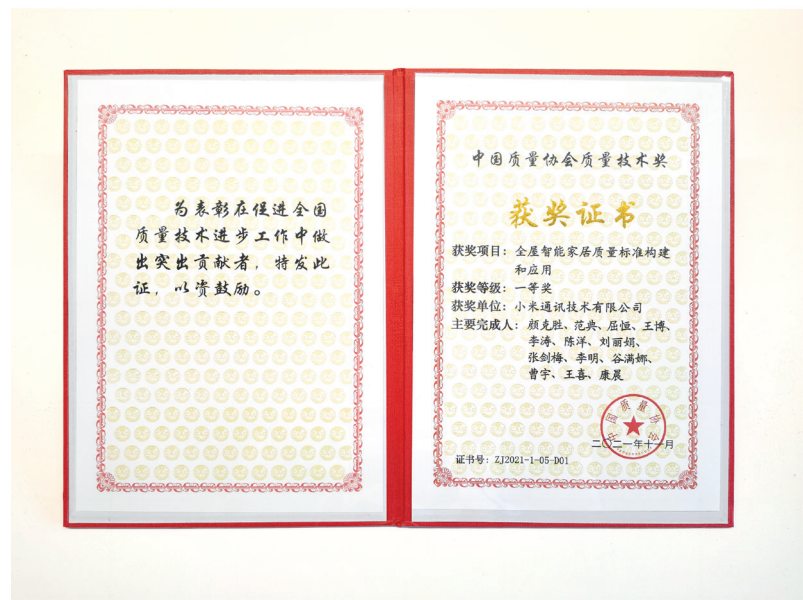 为表彰在促进全国
质量技术进步工作中做
出突出贡献者，特发此
证，以资鼓励。
中国质量协会质量技术奖
获奖证书
获奖项目：全屋智能家居质量标准构建
和应用
获奖等级：一等奖
获奖单位：小米通讯技术有限公司
主要完成人：颜克胜、范典、屈恒、王博、
李涛、陈洋、刘丽娟、
张剑梅、李明、谷满娜、
曹宇、王喜、康晨
中国质量协会
二〇二一年十一月
证书号：ZJ2021-1-05-D01